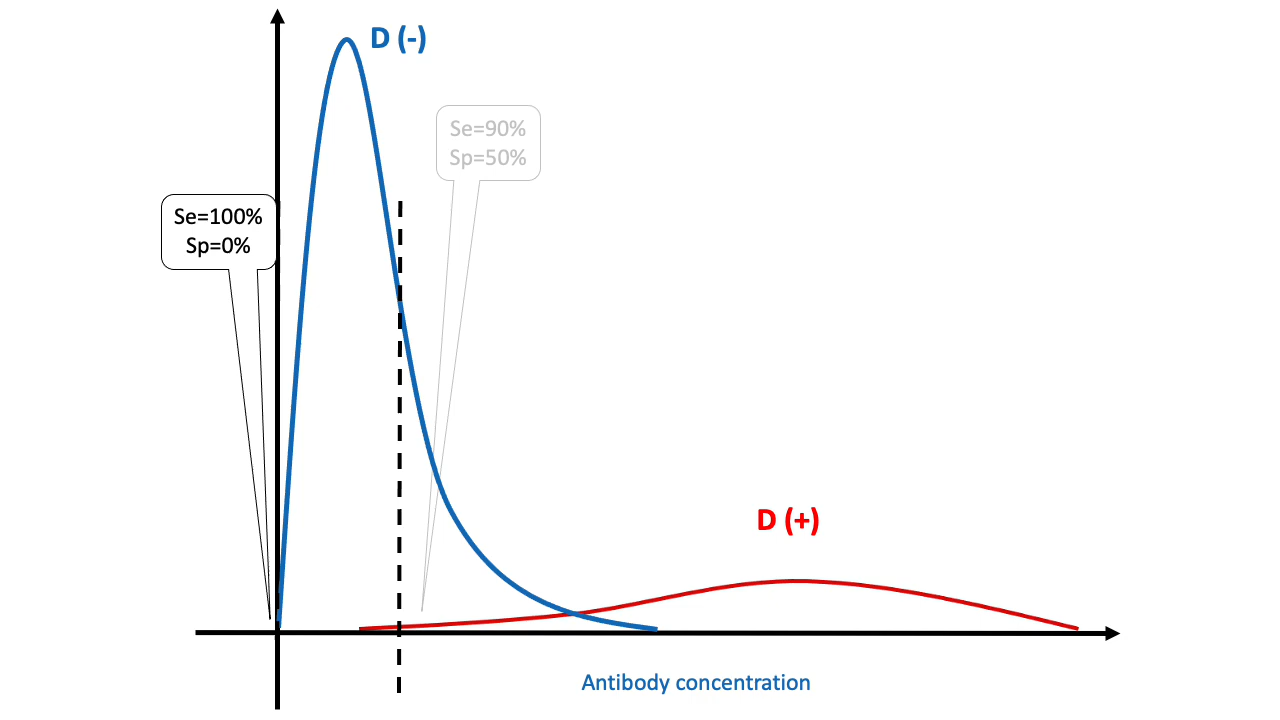 D (-)
Se=90%
Sp=50%
Se=100%
Sp=0%
D (+)
Antibody concentration